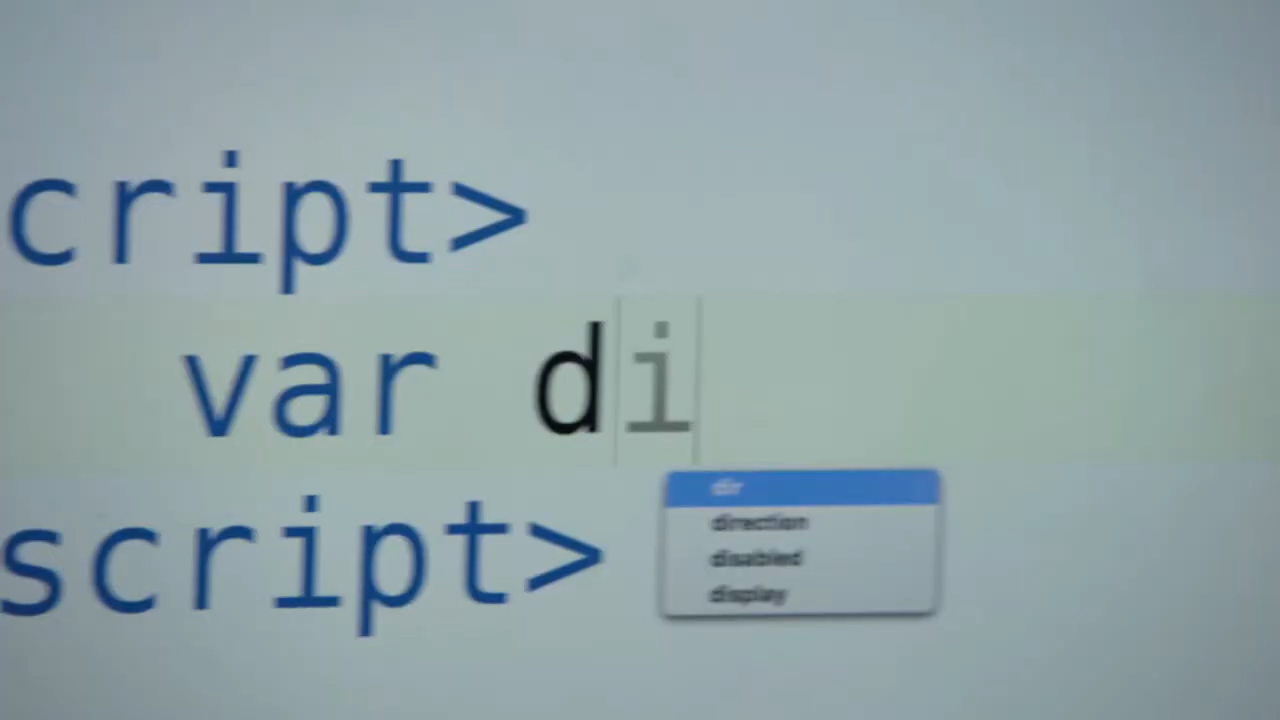 cript>
var di
script>
dir
direction
disabled
display